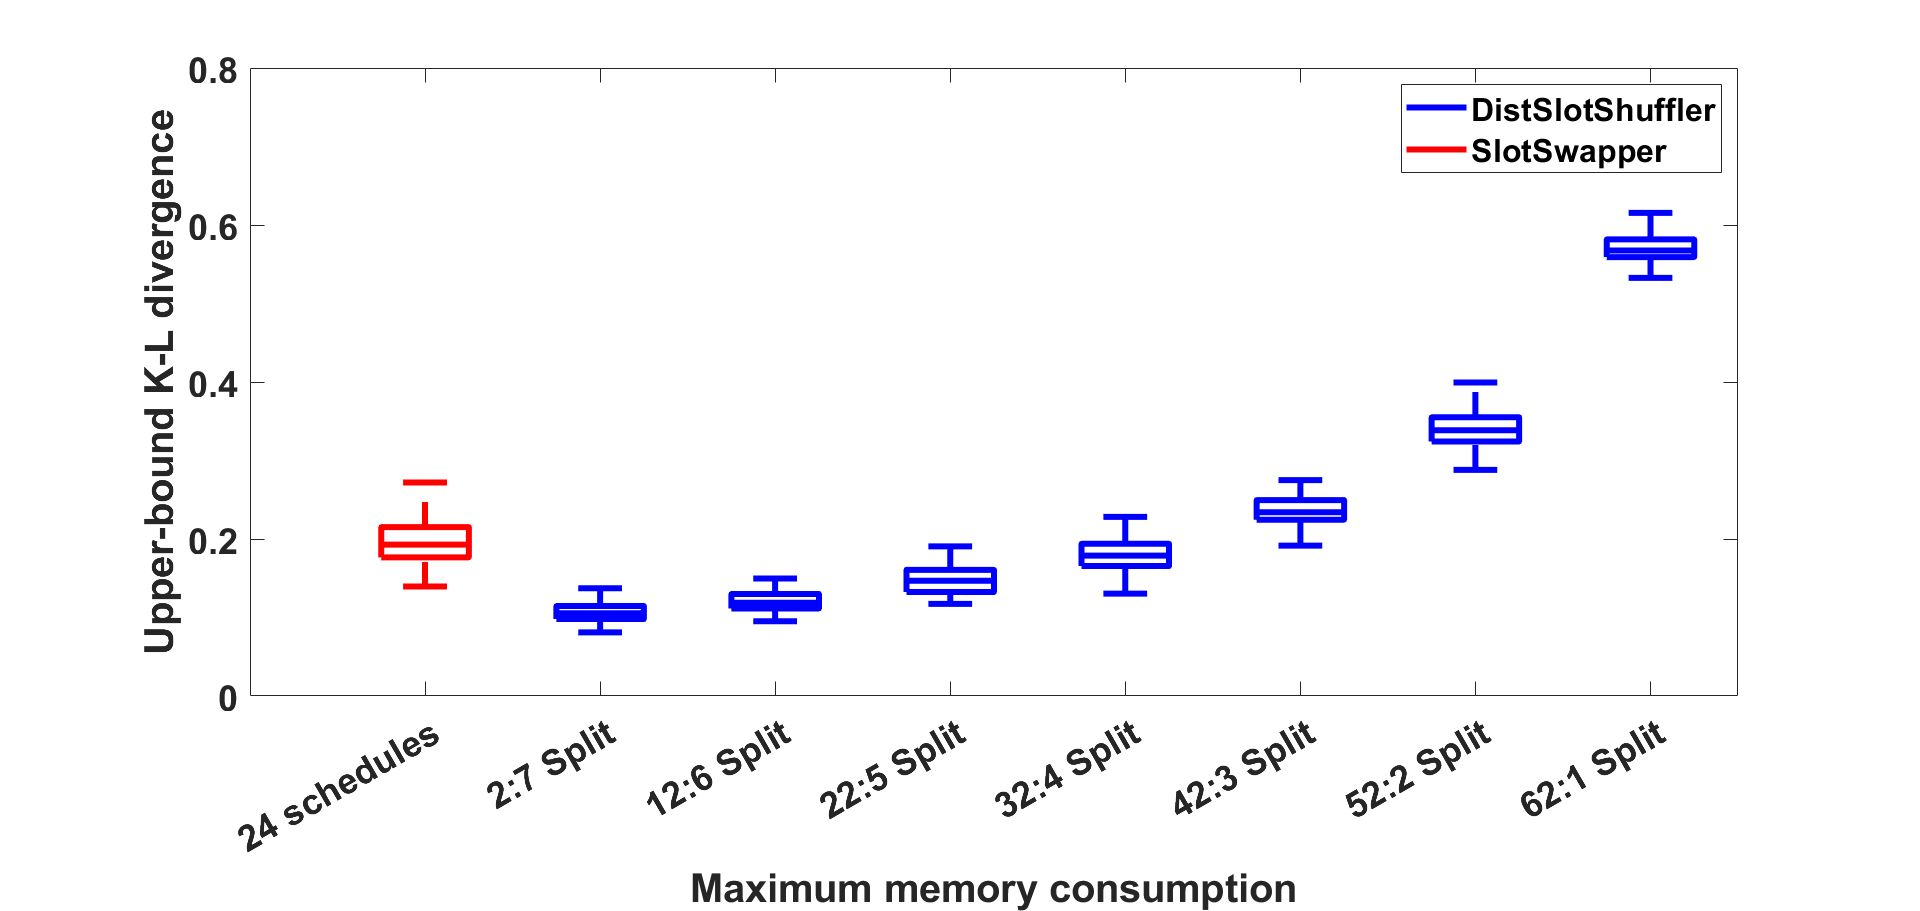 Upper-bound K-L divergence
0.8
0.6
0.4
0.2
0
DistSlotShuffler
SlotSwapper
24 schedules
2:7 Split
12:6 Split
22:5 Split
32:4 Split
42:3 Split
52:2 Split
62:1 Split
Maximum memory consumption